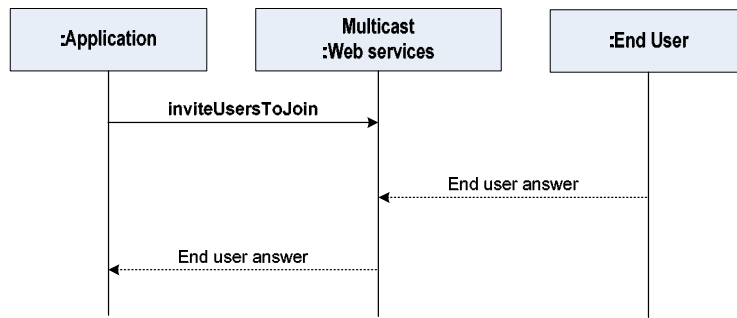 :Application
Multicast
:Web services
:End User
inviteUsersToJoin
End user answer
End user answer